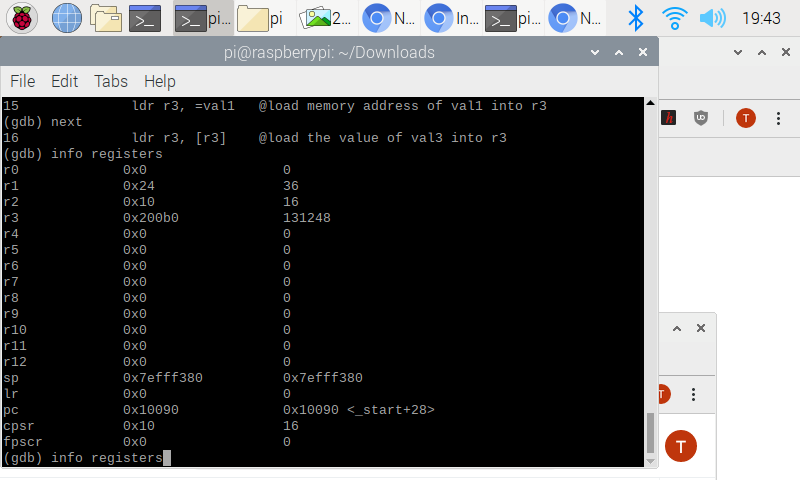 pi... pi 2... N... In... pi... N... 19:43
pi@raspberrypi: ~/Downloads
File Edit Tabs Help
15 ldr r3, =val1 @load memory address of val1 into r3
(gdb) next
16 ldr r3, [r3] @load the value of val3 into r3
(gdb) info registers
r0 0x0 0
r1 0x24 36
r2 0x10 16
r3 0x200b0 131248
r4 0x0 0
r5 0x0 0
r6 0x0 0
r7 0x0 0
r8 0x0 0
r9 0x0 0
r10 0x0 0
r11 0x0 0
r12 0x0 0
sp 0x7efff380 0x7efff380
lr 0x0 0
pc 0x10090 0x10090 <_start+28>
cpsr 0x10 16
fpscr 0x0 0
(gdb) info registers
h UD T
T
T